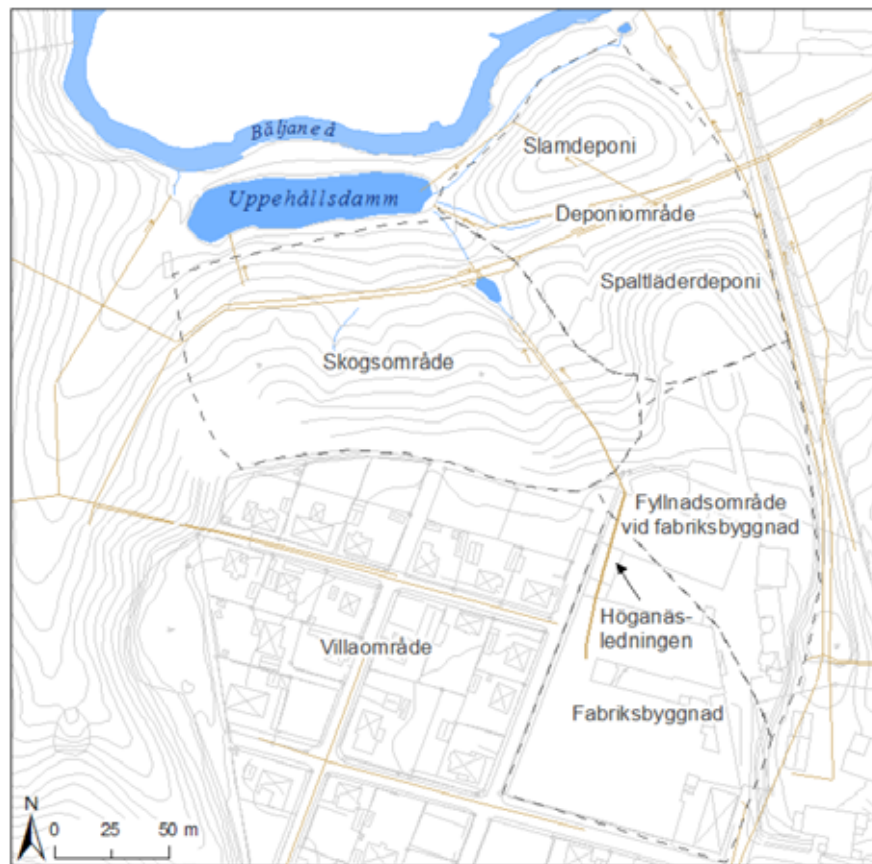 Bäljaneå
Slamdeponi
Uppehållsdamm
Deponiområde
Spaltläderdeponi
Skogsområde
Fyllnadsområde
vid fabriksbyggnad
Höganäs-
ledningen
Villaområde
Fabriksbyggnad
N
0 25 50 m